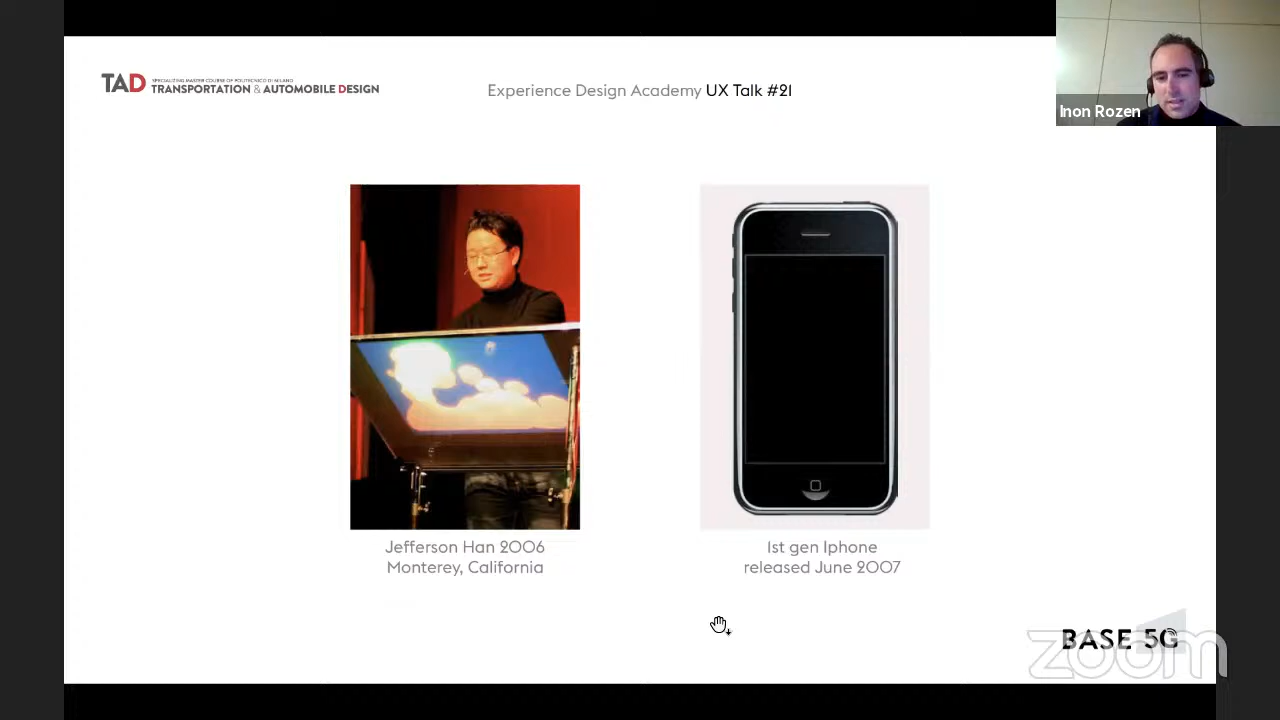 TAD SPECIALIZING MASTER COURSE OF POLITECNICO DI MILANO
TRANSPORTATION & AUTOMOBILE DESIGN
Experience Design Academy UX Talk #21
Inon Rozen
Jefferson Han 2006
Monterey, California
1st gen Iphone
released June 2007
BASE 5G
zoom